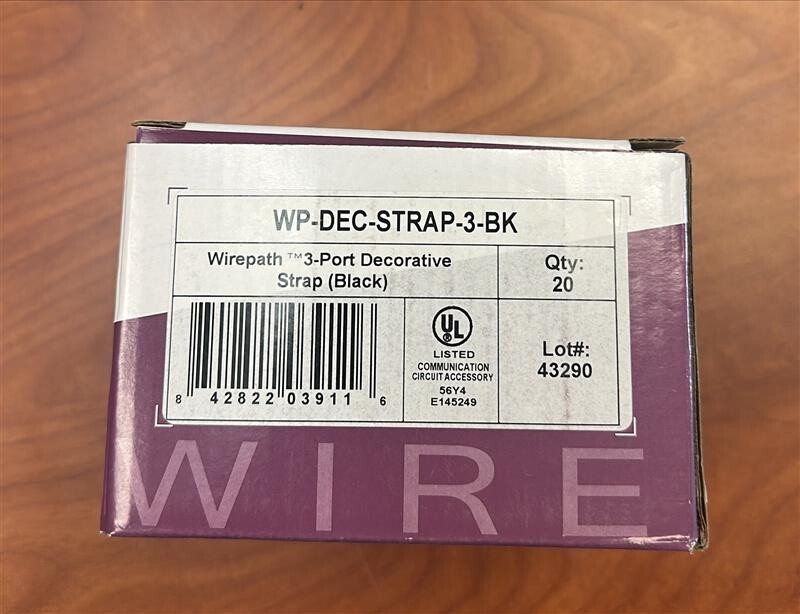 WP-DEC-STRAP-3-BK
Wirepath ™3-Port Decorative
Strap (Black)
Qty:
20
8 42822 03911 6
UL
LISTED
COMMUNICATION
CIRCUIT ACCESSORY
56Y4
E145249
Lot#:
43290
WIRE